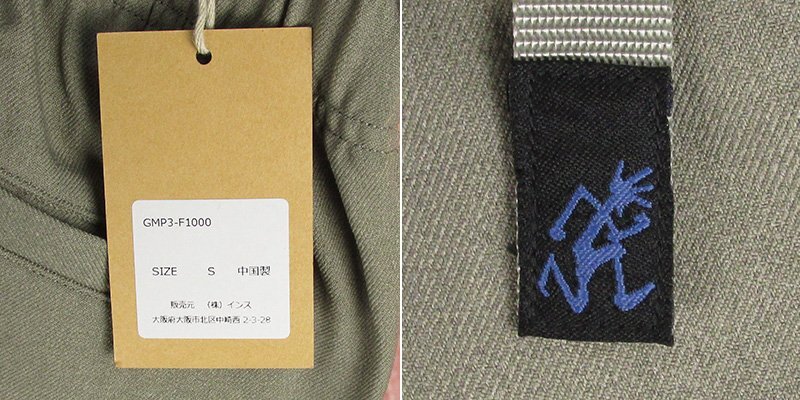 GMP3-F1000
SIZE S 中国製
販売元 (株)インス
大阪府大阪市北区中崎西 2-3-28